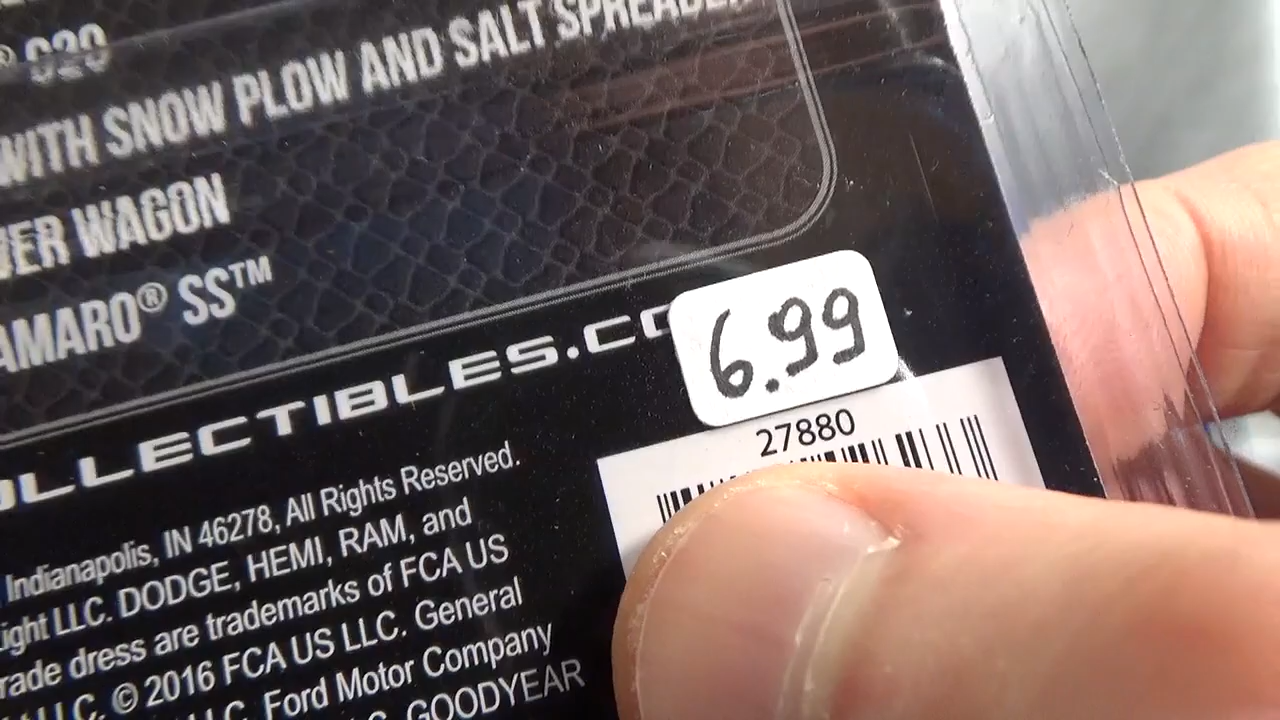 ® C20
WITH SNOW PLOW AND SALT SPREADER
WAGON
AMARO® SS™
LLECTIBLES.CO
6.99
27880
Indianapolis, IN 46278, All Rights Reserved.
ight LLC. DODGE, HEMI, RAM, and
rade dress are trademarks of FCA US
LLC. © 2016 FCA US LLC. General
Ford Motor Company
GOODYEAR